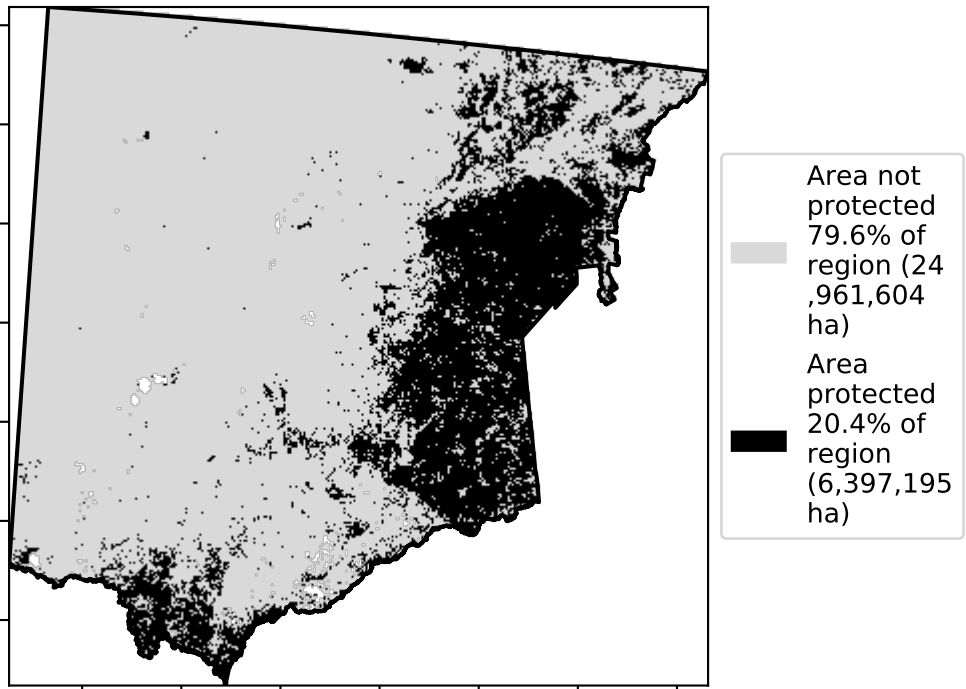 Area not
protected
79.6% of
region (24
,961,604
ha)
Area
protected
20.4% of
region
(6,397,195
ha)